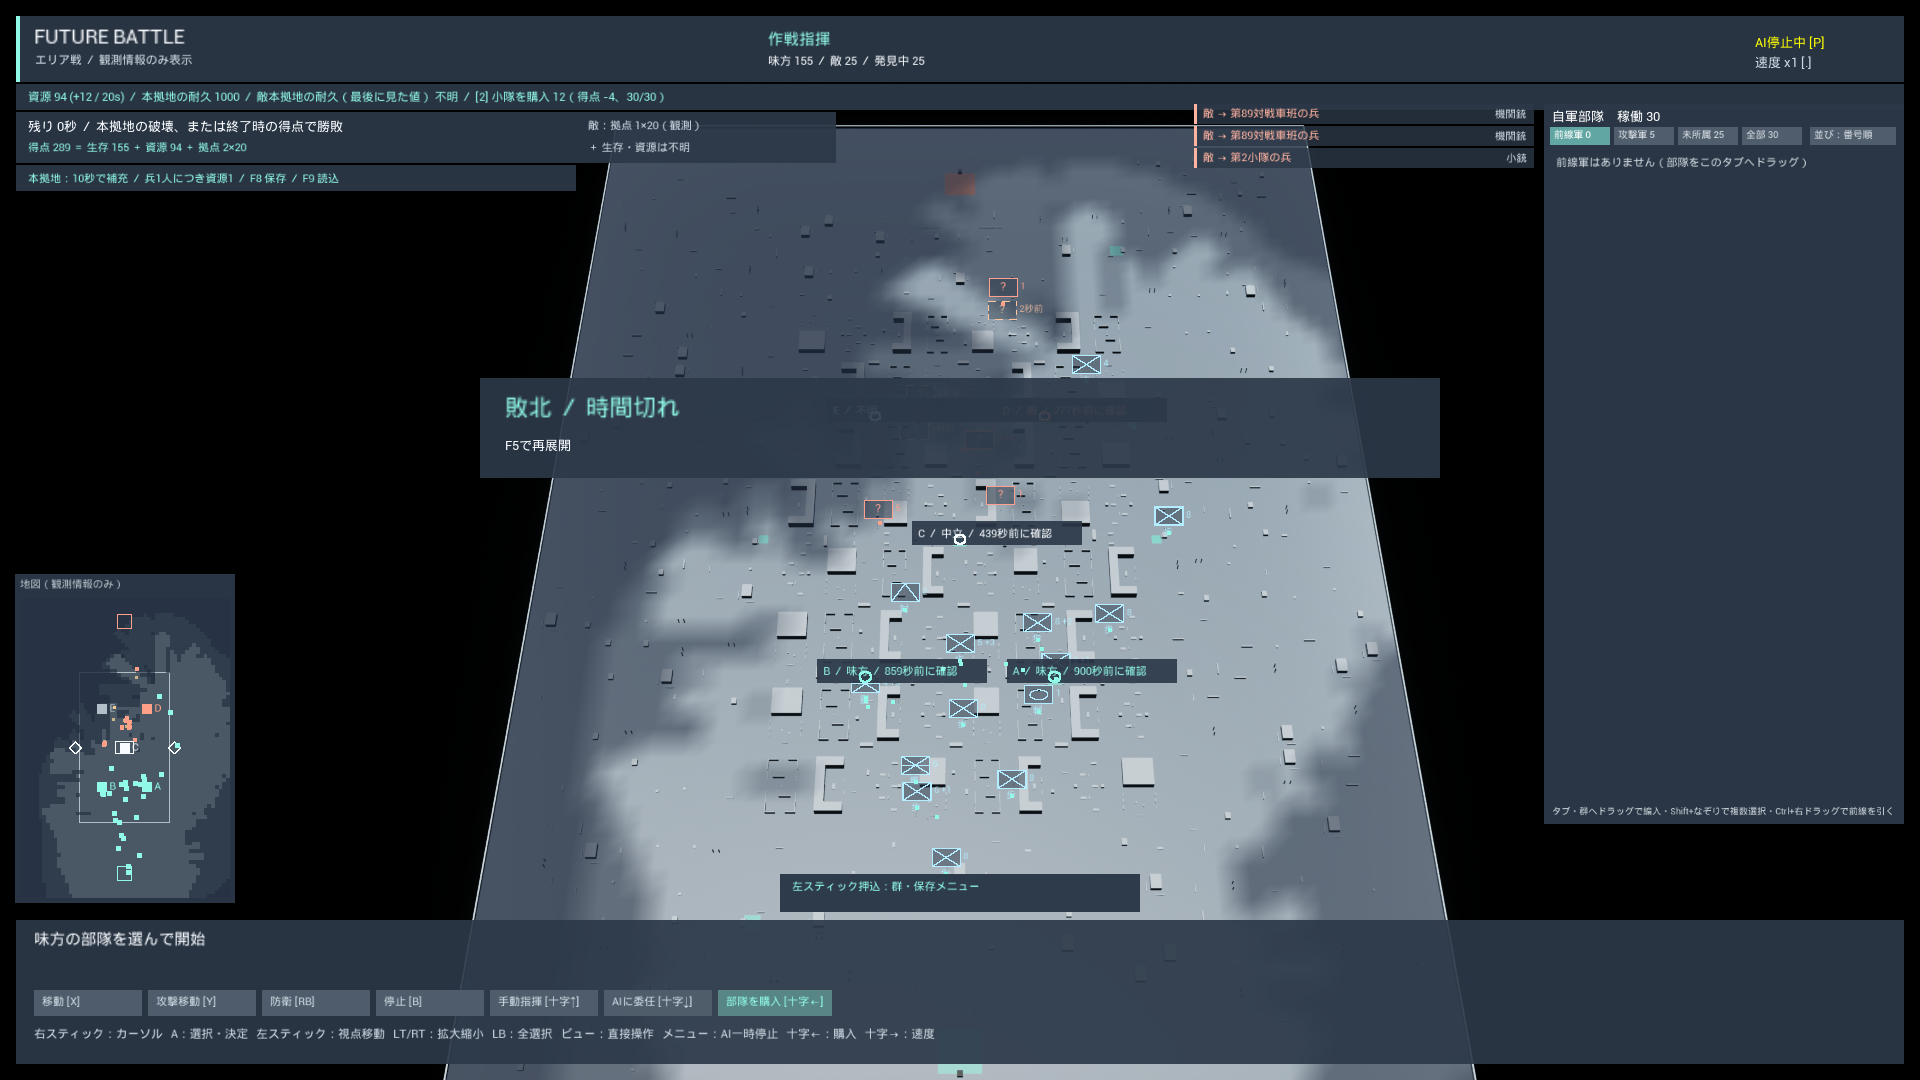 FUTURE BATTLE
エリア戦 / 観測情報のみ表示
作戦指揮
味方 155 / 敵 25 / 発見中 25
AI停止中 [P]
速度 x1 [.]
資源 94 (+12 / 20s) / 本拠地の耐久 1000 / 敵本拠地の耐久 ( 最後に見た値 ) 不明 / [2] 小隊を購入 12 ( 得点 -4、30/30 )
残り 0秒 / 本拠地の破壊、または終了時の得点で勝敗
得点 289 = 生存 155 + 資源 94 + 拠点 2×20
敵 : 拠点 1×20 ( 観測 )
+ 生存・資源は不明
本拠地 : 10秒で補充 / 兵1人につき資源1 / F8 保存 / F9 読込
敵 → 第89対戦車班の兵 機関銃
敵 → 第89対戦車班の兵 機関銃
敵 → 第2小隊の兵 小銃
自軍部隊 稼働 30
前線軍 0 攻撃軍 5 未所属 25 全部 30 並び : 番号順
前線軍はありません ( 部隊をこのタブへドラッグ )
? 1
? 2秒前
敗北 / 時間切れ
F5で再展開
E / 不明
D / 敵 / 277秒前に確認
?
?
C / 中立 / 439秒前に確認
B / 味方 / 859秒前に確認
A / 味方 / 900秒前に確認
地図 ( 観測情報のみ )
E D
C
B A
タブ・群へドラッグで編入・Shift+なぞりで複数選択・Ctrl+右ドラッグで前線を引く
左スティック押込 : 群・保存メニュー
味方の部隊を選んで開始
移動 [X] 攻撃移動 [Y] 防衛 [RB] 停止 [B] 手動指揮 [十字↑] AIに委任 [十字↓] 部隊を購入 [十字←]
右スティック : カーソル A : 選択・決定 左スティック : 視点移動 LT/RT : 拡大縮小 LB : 全選択 ビュー : 直接操作 メニュー : AI一時停止 十字← : 購入 十字→ : 速度